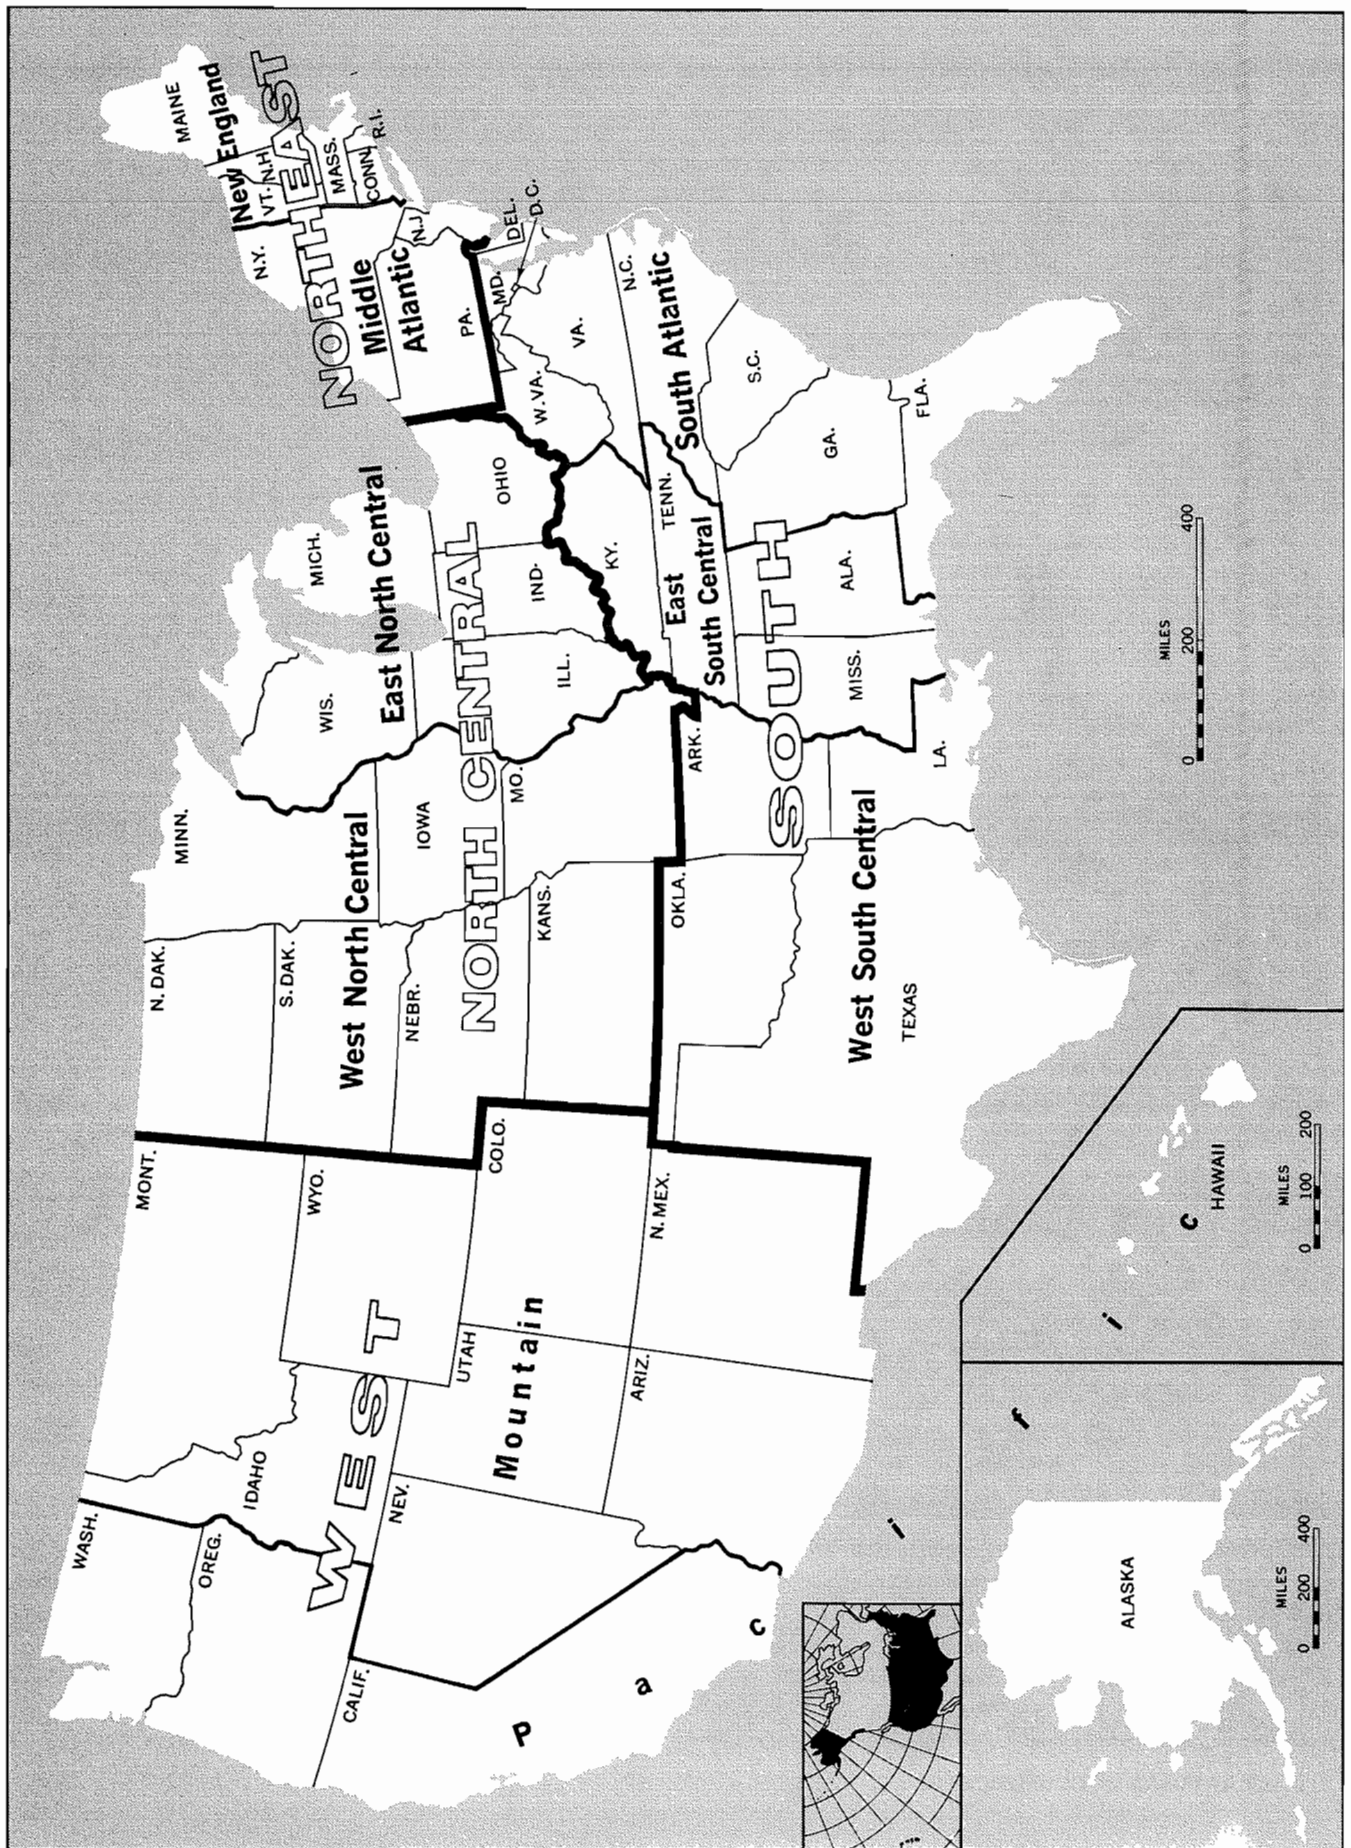 WASH.
OREG.
CALIF.
IDAHO
NEV.
MONT.
WYO.
UTAH
COLO.
ARIZ.
N. MEX.
WEST
Mountain
Pacific
N. DAK.
S. DAK.
NEBR.
KANS.
MINN.
IOWA
MO.
West North Central
NORTH CENTRAL
East North Central
WIS.
MICH.
ILL.
IND.
OHIO
OKLA.
TEXAS
ARK.
LA.
West South Central
SOUTH
East
South Central
KY.
TENN.
MISS.
ALA.
South Atlantic
W.VA.
MD.
DEL.
D.C.
VA.
N.C.
S.C.
GA.
FLA.
NORTHEAST
Middle
Atlantic
N.Y.
PA.
N.J.
New England
MAINE
VT.
N.H.
MASS.
CONN.
R.I.
ALASKA
MILES
0 200 400
HAWAII
MILES
0 100 200
MILES
0 200 400